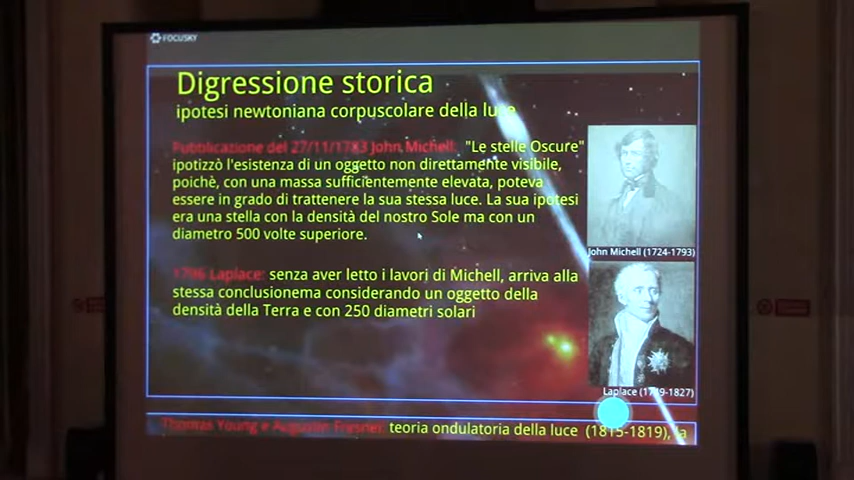 FOCUSKY
Digressione storica
ipotesi newtoniana corpuscolare della luce
Pubblicazione del 27/11/1783 John Michell: "Le stelle Oscure"
ipotizzò l'esistenza di un oggetto non direttamente visibile,
poichè, con una massa sufficientemente elevata, poteva
essere in grado di trattenere la sua stessa luce. La sua ipotesi
era una stella con la densità del nostro Sole ma con un
diametro 500 volte superiore.
John Michell (1724-1793)
1796 Laplace: senza aver letto i lavori di Michell, arriva alla
stessa conclusionema considerando un oggetto della
densità della Terra e con 250 diametri solari
Laplace (1749-1827)
Thomas Young e Augustin Fresnel: teoria ondulatoria della luce (1815-1819), la